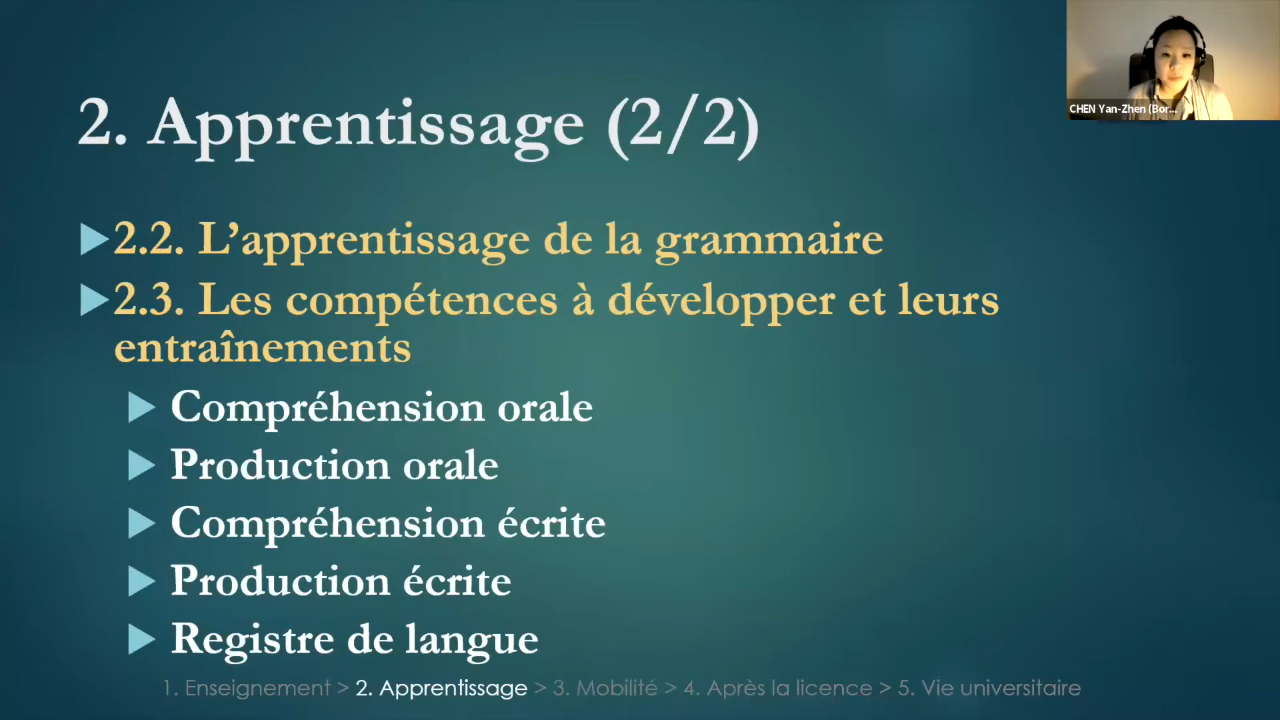 CHEN Yan-Zhen (Bor...
2. Apprentissage (2/2)
2.2. L’apprentissage de la grammaire
2.3. Les compétences à développer et leurs
entraînements
Compréhension orale
Production orale
Compréhension écrite
Production écrite
Registre de langue
1. Enseignement > 2. Apprentissage > 3. Mobilité > 4. Après la licence > 5. Vie universitaire